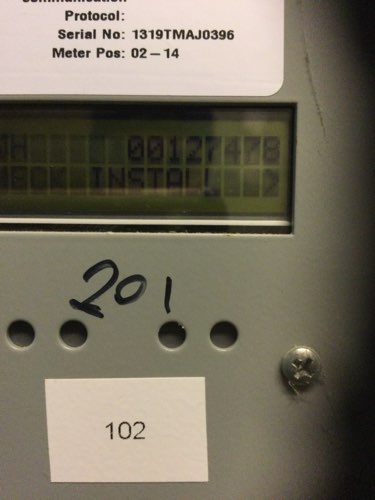 Protocol:
Serial No: 1319TMAJ0396
Meter Pos: 02 – 14
00127478
INSTALL
201
102